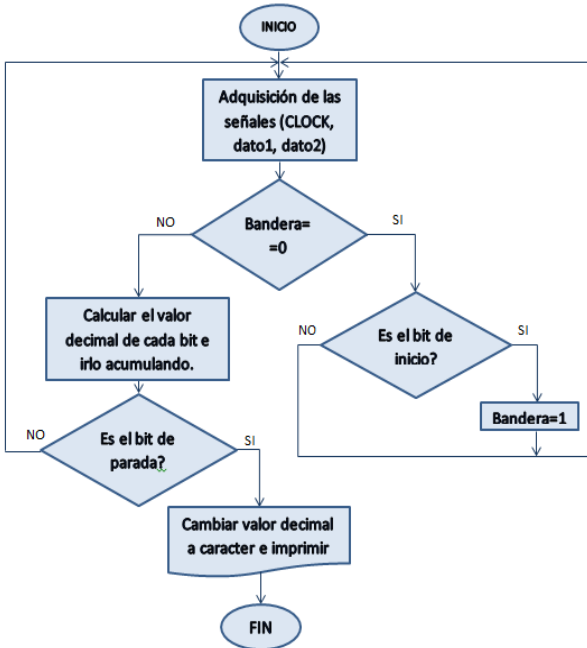 INICIO
Adquisición de las
señales (CLOCK,
dato1, dato2)
NO
SI
Bandera=
=0
Calcular el valor
decimal de cada bit e
irlo acumulando.
NO
Es el bit de
inicio?
SI
Bandera=1
NO
Es el bit de
parada?
SI
Cambiar valor decimal
a caracter e imprimir
FIN